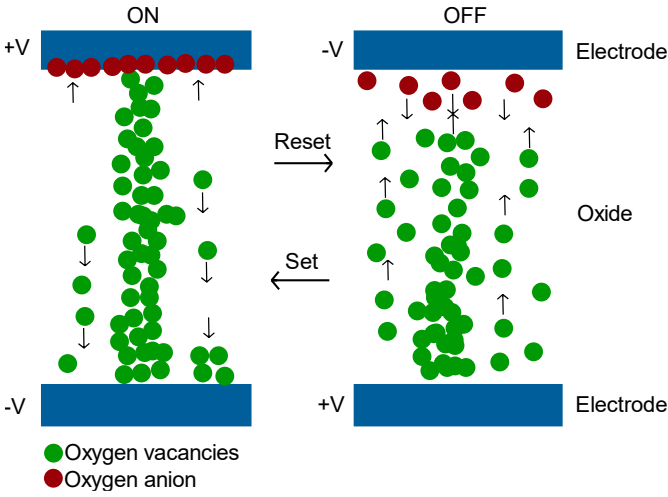 ON
OFF
+V
-V
Electrode
Reset
Oxide
Set
-V
+V
Electrode
Oxygen vacancies
Oxygen anion